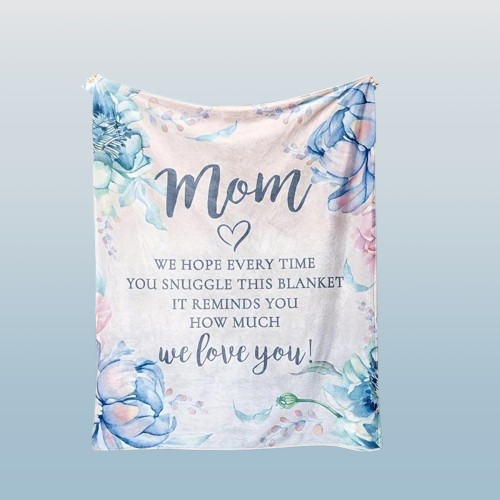 Mom
WE HOPE EVERY TIME
YOU SNUGGLE THIS BLANKET
IT REMINDS YOU
HOW MUCH
we love you!